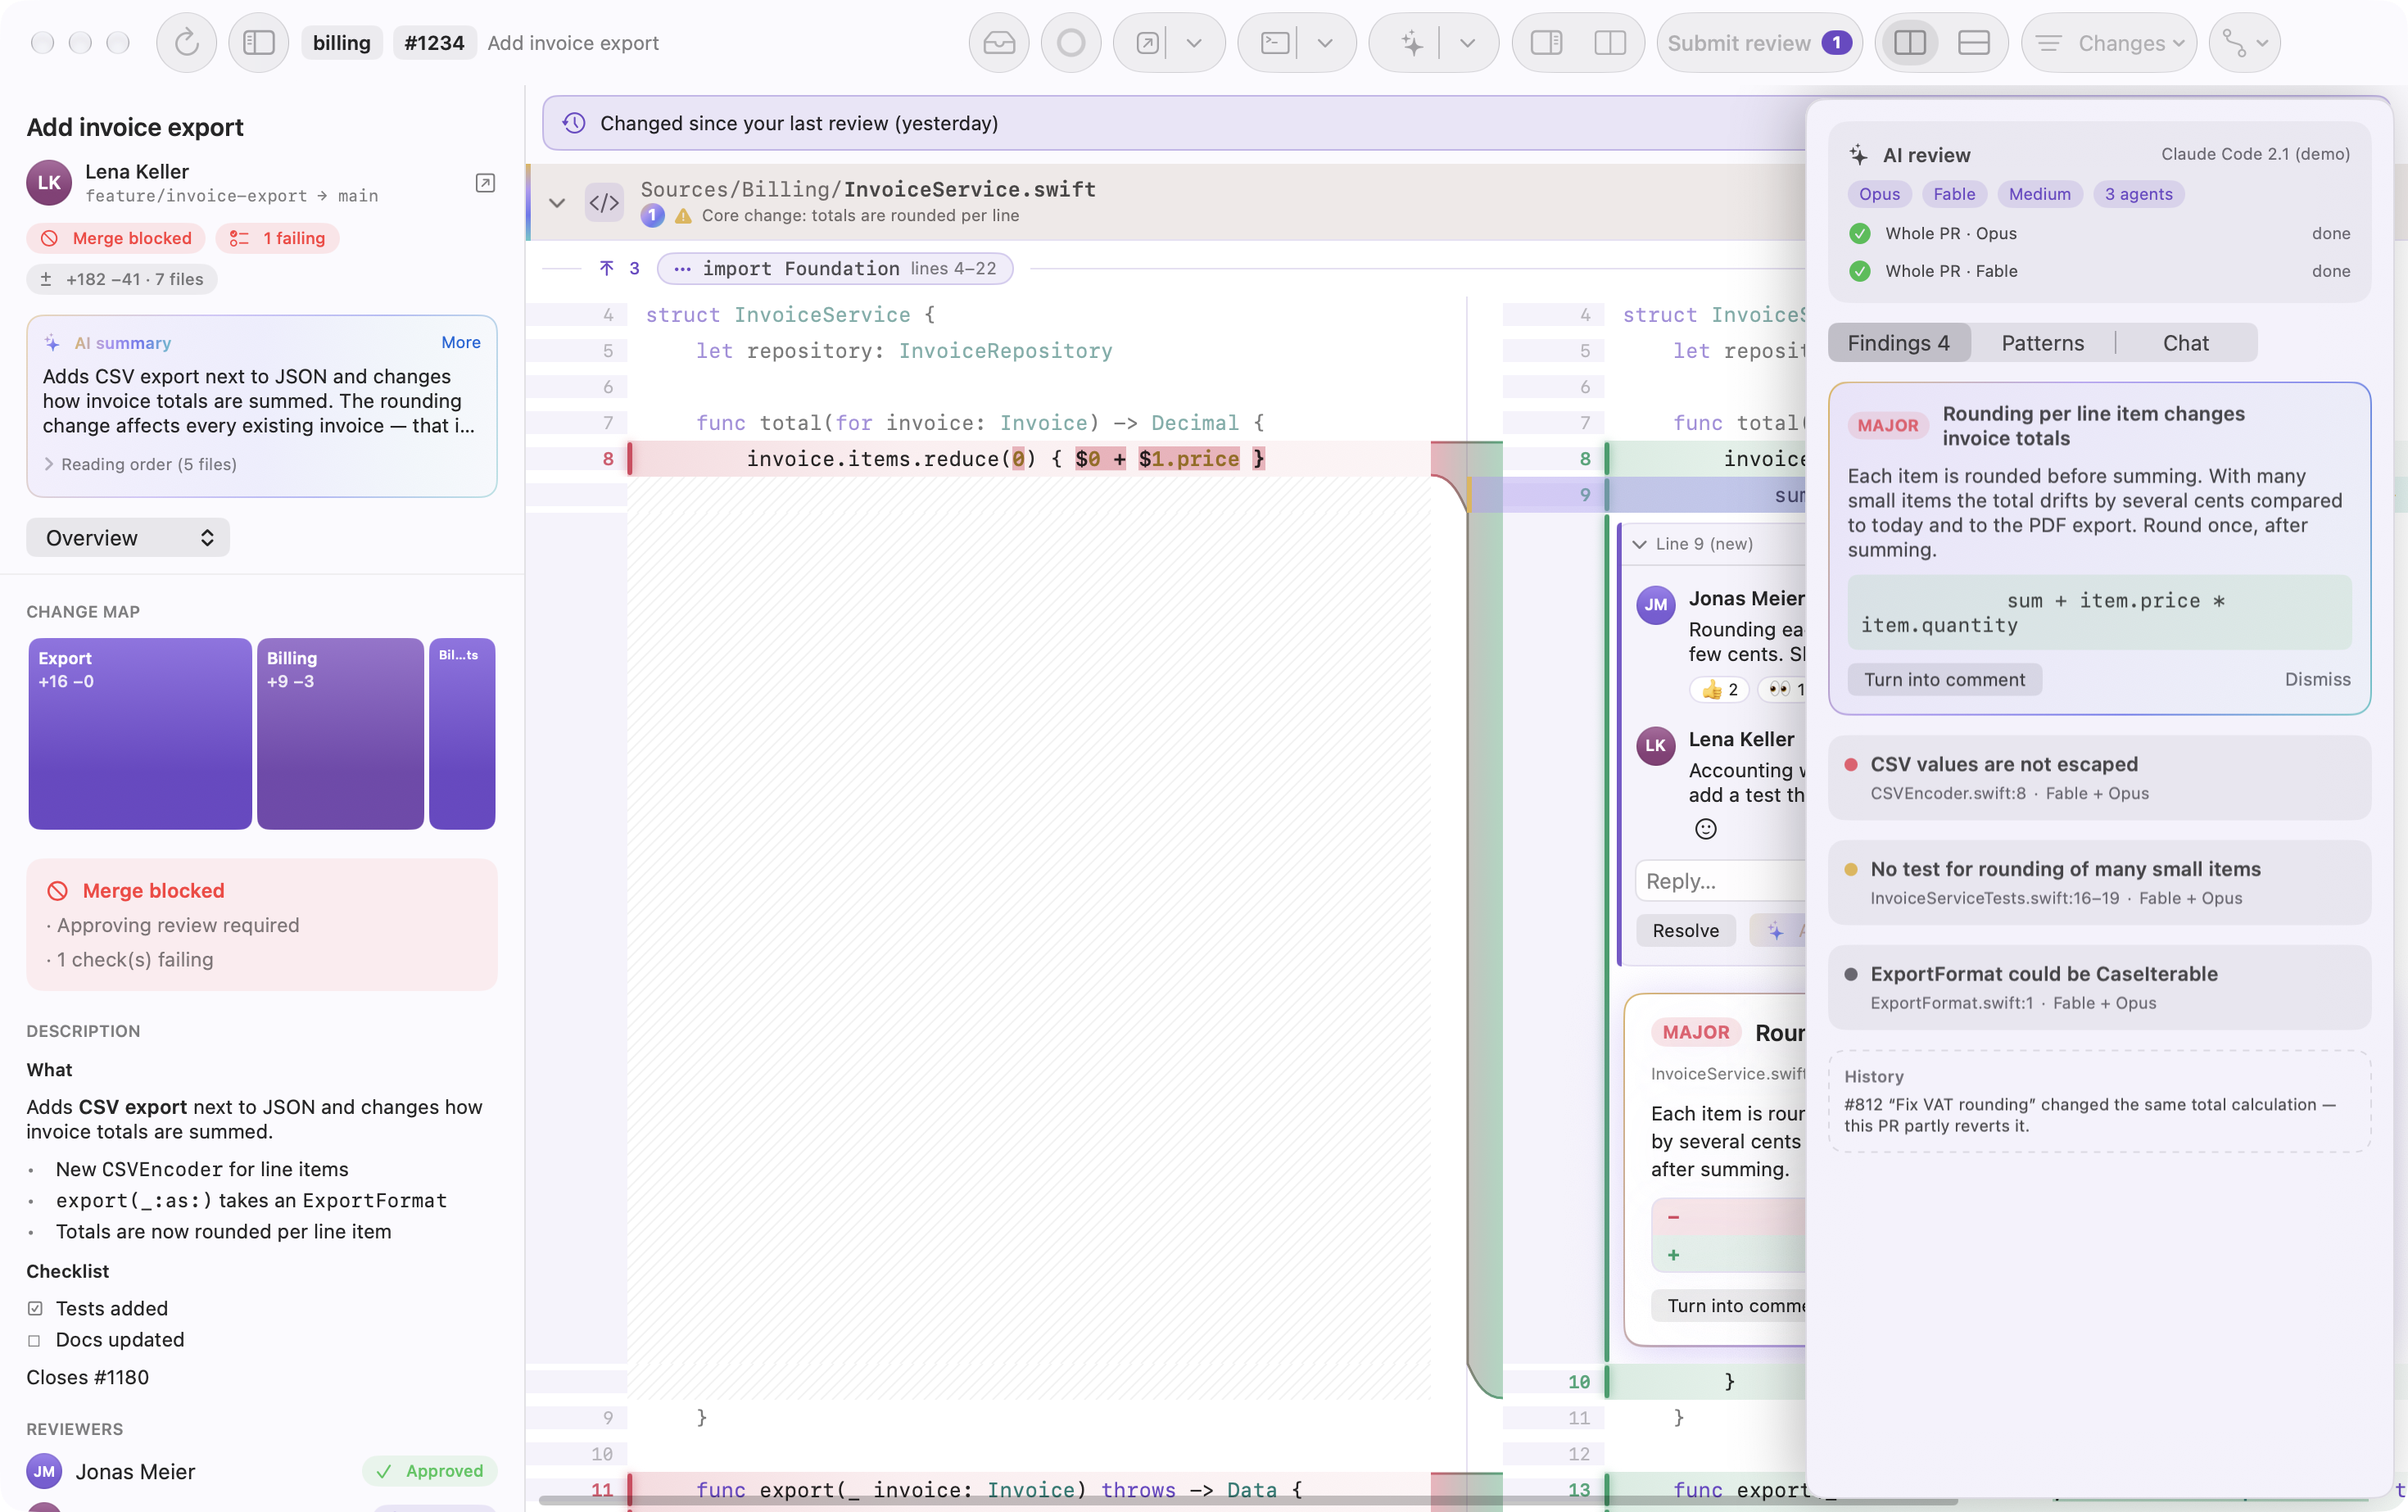 billing #1234 Add invoice export
Submit review 1
Changes
Add invoice export
LK
Lena Keller
feature/invoice-export → main
Merge blocked
1 failing
± +182 −41 · 7 files
AI summary More
Adds CSV export next to JSON and changes
how invoice totals are summed. The rounding
change affects every existing invoice — that i...
Reading order (5 files)
Overview
CHANGE MAP
Export
+16 −0
Billing
+9 −3
Bil...ts
Merge blocked
· Approving review required
· 1 check(s) failing
DESCRIPTION
What
Adds CSV export next to JSON and changes how
invoice totals are summed.
• New CSVEncoder for line items
• export(_:as:) takes an ExportFormat
• Totals are now rounded per line item
Checklist
Tests added
Docs updated
Closes #1180
REVIEWERS
JM Jonas Meier Approved
Changed since your last review (yesterday)
</> Sources/Billing/InvoiceService.swift
1 Core change: totals are rounded per line
3 ··· import Foundation lines 4–22
4 struct InvoiceService {
5 let repository: InvoiceRepository
6
7 func total(for invoice: Invoice) -> Decimal {
8 invoice.items.reduce(0) { $0 + $1.price }
9 }
10
11 func export(_ invoice: Invoice) throws -> Data {
4 struct Invoice
5 let reposit
6
7 func total(
8 invoice
9 sum
Line 9 (new)
JM Jonas Meier
Rounding ea
few cents.
👍 2 👀 1
LK Lena Keller
Accounting
add a test th
Reply...
Resolve
MAJOR Roun
InvoiceService.swift
Each item is roun
by several cents
after summing.
−
+
Turn into comme
10 }
11 }
12
13 func export(_
AI review Claude Code 2.1 (demo)
Opus Fable Medium 3 agents
Whole PR · Opus done
Whole PR · Fable done
Findings 4 Patterns Chat
MAJOR Rounding per line item changes
invoice totals
Each item is rounded before summing. With many
small items the total drifts by several cents compared
to today and to the PDF export. Round once, after
summing.
sum + item.price *
item.quantity
Turn into comment Dismiss
CSV values are not escaped
CSVEncoder.swift:8 · Fable + Opus
No test for rounding of many small items
InvoiceServiceTests.swift:16–19 · Fable + Opus
ExportFormat could be CaseIterable
ExportFormat.swift:1 · Fable + Opus
History
#812 “Fix VAT rounding” changed the same total calculation —
this PR partly reverts it.